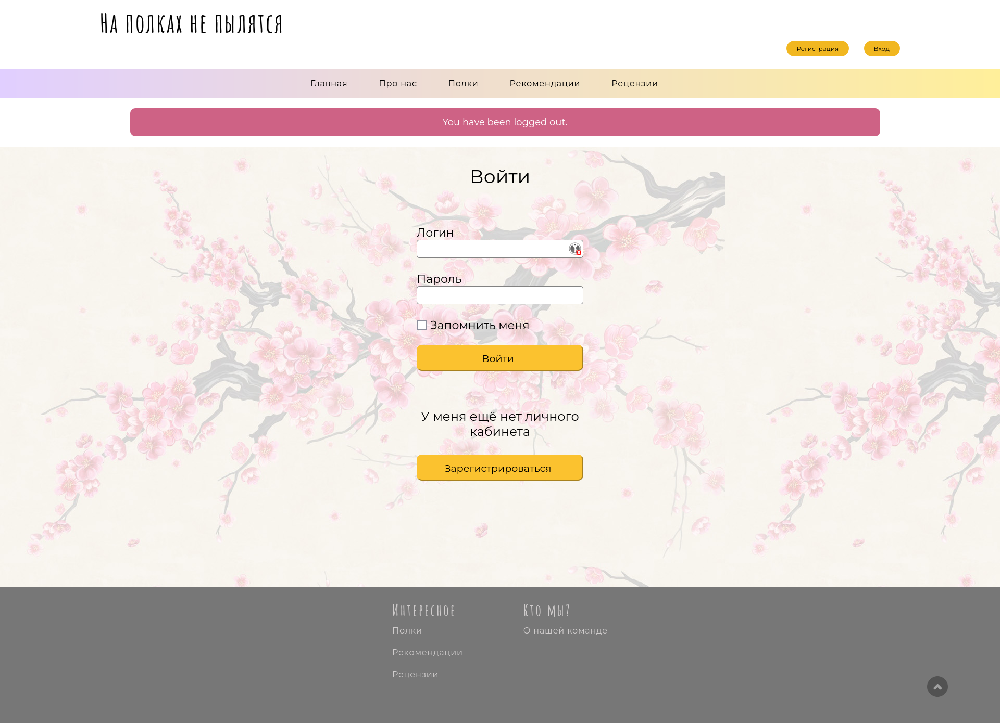 На полках не пылятся
Регистрация
Вход
Главная
Про нас
Полки
Рекомендации
Рецензии
You have been logged out.
Войти
Логин
Пароль
Запомнить меня
Войти
У меня ещё нет личного
кабинета
Зарегистрироваться
Интересное
Полки
Рекомендации
Рецензии
Кто мы?
О нашей команде